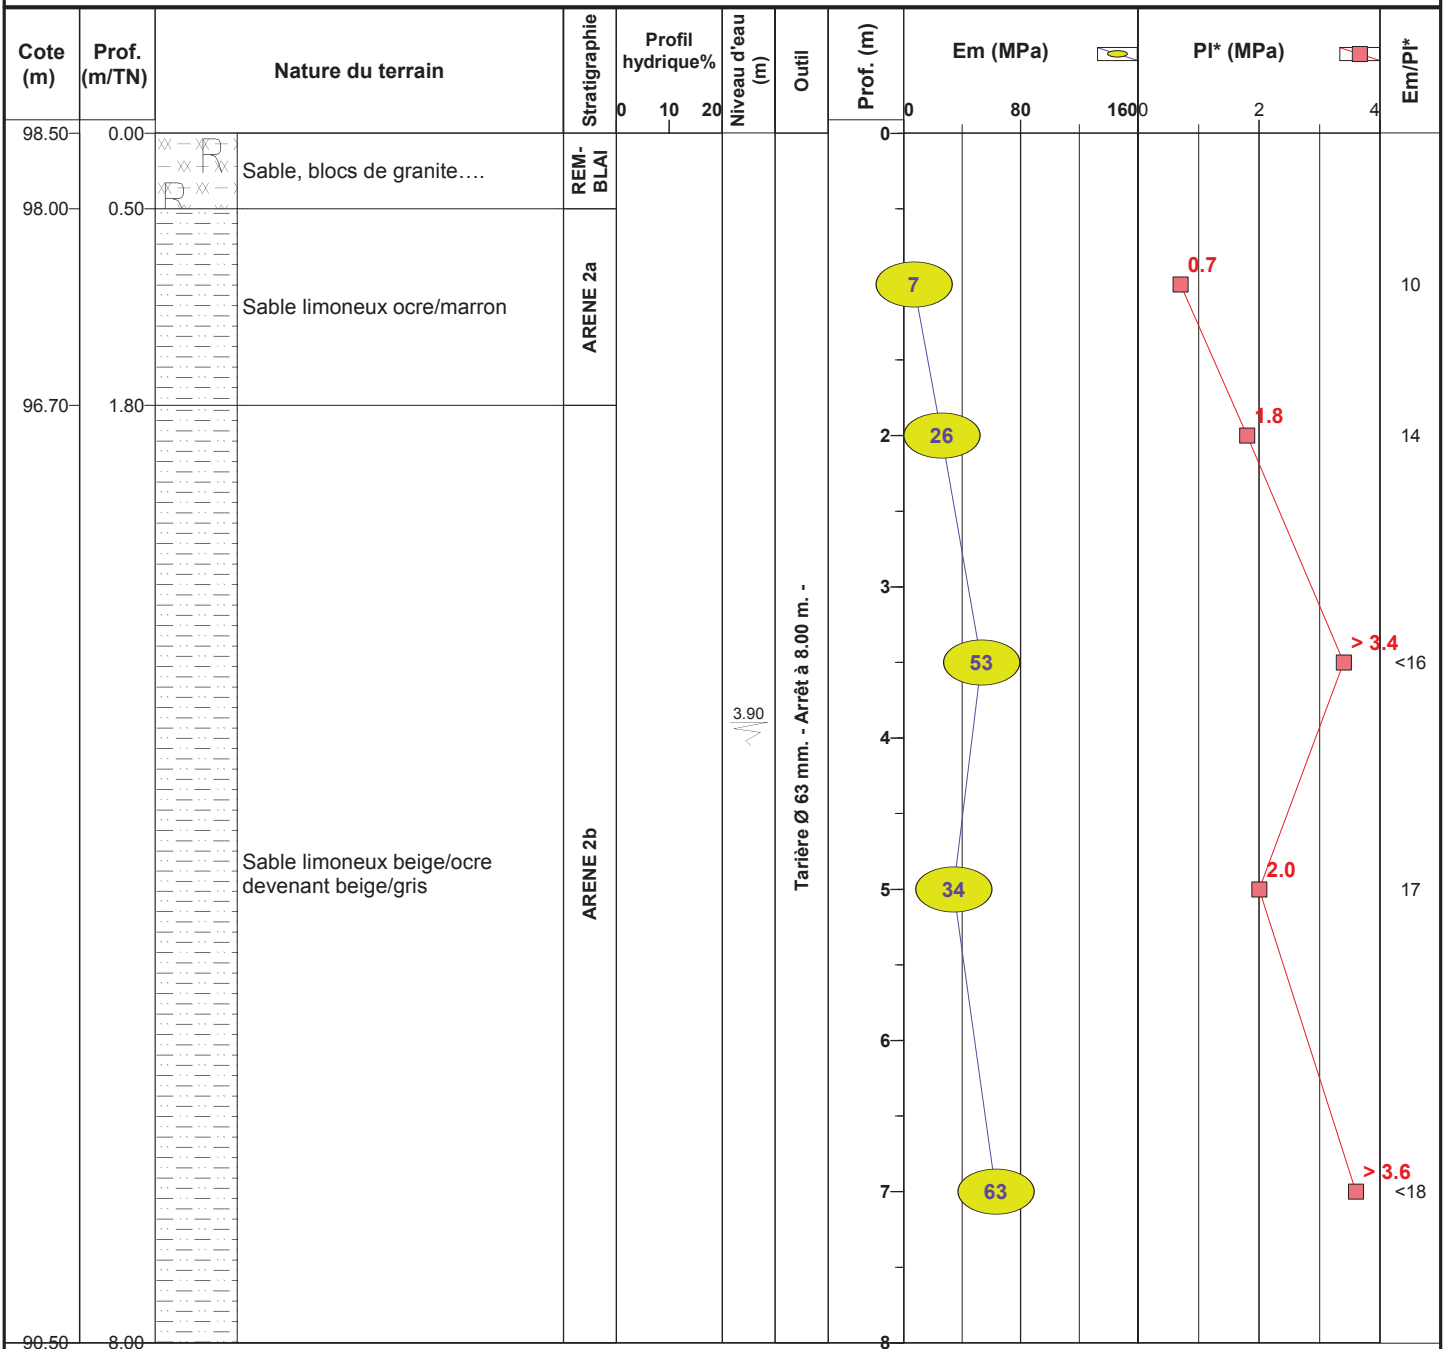 Cote
(m)
Prof.
(m/TN)
Nature du terrain
Stratigraphie
Profil
hydrique%
0 10 20
Niveau d'eau
(m)
Outil
Prof. (m)
Em (MPa)
0 80 160
Pl* (MPa)
0 2 4
Em/Pl*
98.50 0.00
R
R
Sable, blocs de granite….
REM-
BLAI
98.00 0.50
Sable limoneux ocre/marron
ARENE 2a
96.70 1.80
Sable limoneux beige/ocre
devenant beige/gris
ARENE 2b
90.50 8.00
3.90
Tarière Ø 63 mm. - Arrêt à 8.00 m. -
0
7 0.7 10
2 26 1.8 14
3
53 > 3.4 <16
4
5 34 2.0 17
6
7 63 > 3.6 <18
8